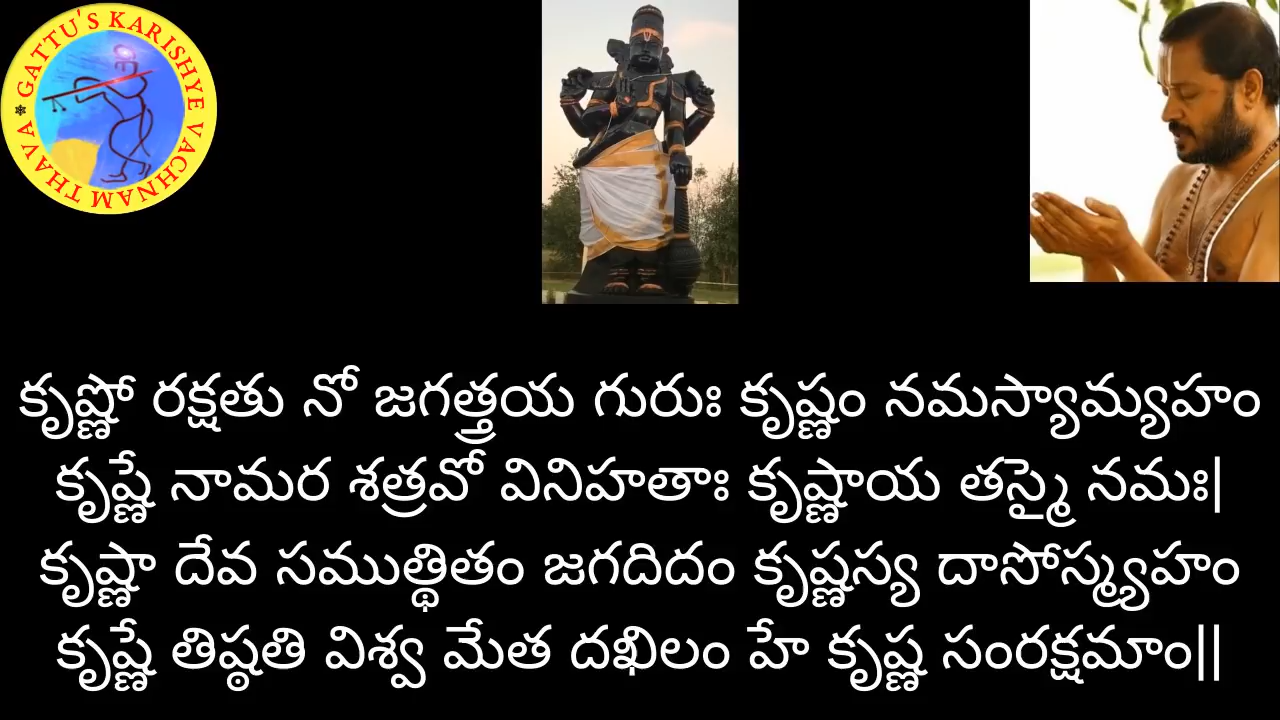 GATTU'S KARISHYE VACHNAM THAVA
కృష్ణో రక్షతు నో జగత్త్రయ గురుః కృష్ణం నమస్యామ్యహం
కృష్ణే నామర శత్రవో వినిహతాః కృష్ణాయ తస్మై నమః|
కృష్ణా దేవ సముత్థితం జగదిదం కృష్ణస్య దాసోస్మ్యహం
కృష్ణే తిష్ఠతి విశ్వ మేత దఖిలం హే కృష్ణ సంరక్షమాం||